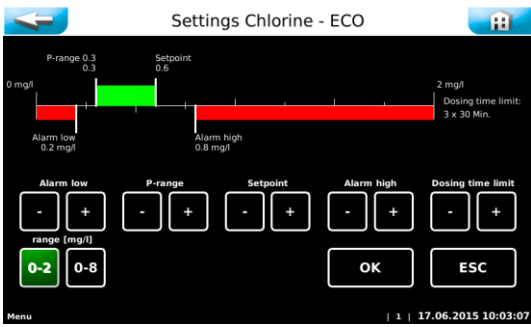 Settings Chlorine - ECO
P-range 0.3
0.3
Setpoint
0.6
0 mg/l
2 mg/l
Dosing time limit:
3 x 30 Min.
Alarm low
0.2 mg/l
Alarm high
0.8 mg/l
Alarm low
P-range
Setpoint
Alarm high
Dosing time limit
- + - + - + - + - +
range [mg/l]
0-2 0-8 OK ESC
Menu | 1 | 17.06.2015 10:03:07